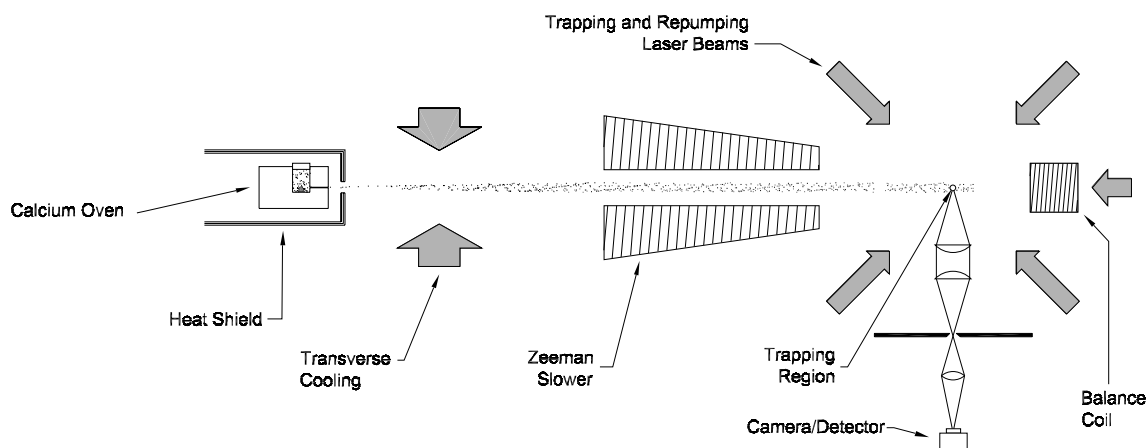 Trapping and Repumping
Laser Beams
Calcium Oven
Heat Shield
Transverse
Cooling
Zeeman
Slower
Trapping
Region
Balance
Coil
Camera/Detector